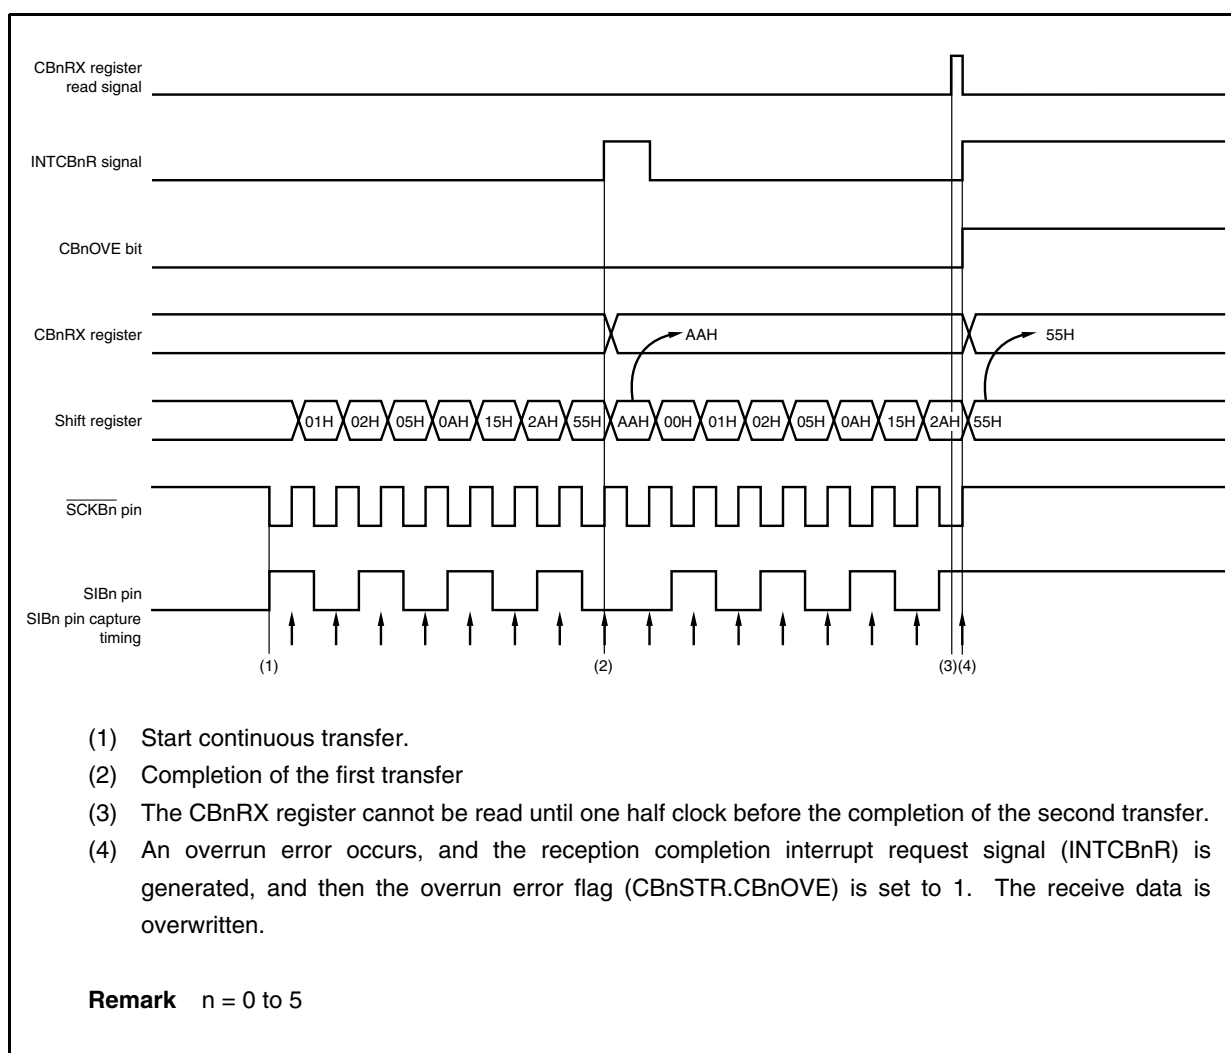 CBnRX register
read signal
INTCBnR signal
CBnOVE bit
CBnRX register
AAH
55H
Shift register
01H 02H 05H 0AH 15H 2AH 55H AAH 00H 01H 02H 05H 0AH 15H 2AH 55H
SCKBn pin
SIBn pin
SIBn pin capture
timing
(1) (2) (3) (4)
(1) Start continuous transfer.
(2) Completion of the first transfer
(3) The CBnRX register cannot be read until one half clock before the completion of the second transfer.
(4) An overrun error occurs, and the reception completion interrupt request signal (INTCBnR) is
generated, and then the overrun error flag (CBnSTR.CBnOVE) is set to 1. The receive data is
overwritten.
Remark n = 0 to 5